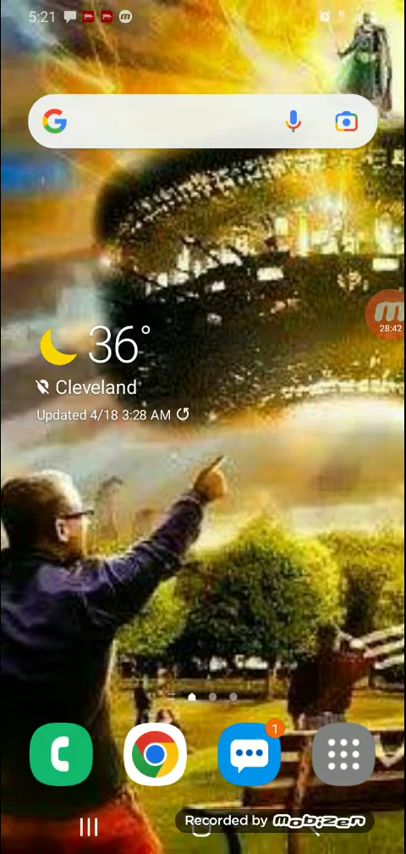 5:21
36°
Cleveland
Updated 4/18 3:28 AM
28:42
1
Recorded by Mobizen